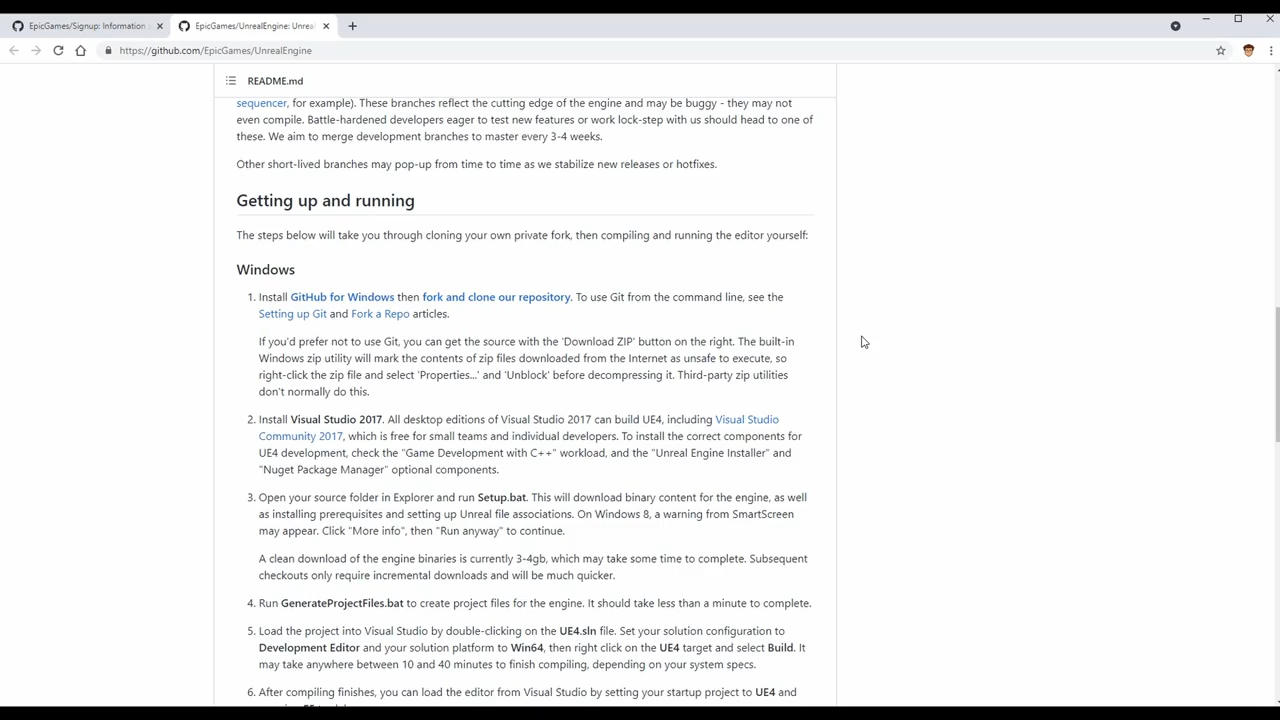 EpicGames/Signup: Information
EpicGames/UnrealEngine: Unrea
https://github.com/EpicGames/UnrealEngine
README.md
sequencer, for example). These branches reflect the cutting edge of the engine and may be buggy - they may not
even compile. Battle-hardened developers eager to test new features or work lock-step with us should head to one of
these. We aim to merge development branches to master every 3-4 weeks.
Other short-lived branches may pop-up from time to time as we stabilize new releases or hotfixes.
Getting up and running
The steps below will take you through cloning your own private fork, then compiling and running the editor yourself:
Windows
1. Install GitHub for Windows then fork and clone our repository. To use Git from the command line, see the
Setting up Git and Fork a Repo articles.
If you'd prefer not to use Git, you can get the source with the 'Download ZIP' button on the right. The built-in
Windows zip utility will mark the contents of zip files downloaded from the Internet as unsafe to execute, so
right-click the zip file and select 'Properties...' and 'Unblock' before decompressing it. Third-party zip utilities
don't normally do this.
2. Install Visual Studio 2017. All desktop editions of Visual Studio 2017 can build UE4, including Visual Studio
Community 2017, which is free for small teams and individual developers. To install the correct components for
UE4 development, check the "Game Development with C++" workload, and the "Unreal Engine Installer" and
"Nuget Package Manager" optional components.
3. Open your source folder in Explorer and run Setup.bat. This will download binary content for the engine, as well
as installing prerequisites and setting up Unreal file associations. On Windows 8, a warning from SmartScreen
may appear. Click "More info", then "Run anyway" to continue.
A clean download of the engine binaries is currently 3-4gb, which may take some time to complete. Subsequent
checkouts only require incremental downloads and will be much quicker.
4. Run GenerateProjectFiles.bat to create project files for the engine. It should take less than a minute to complete.
5. Load the project into Visual Studio by double-clicking on the UE4.sln file. Set your solution configuration to
Development Editor and your solution platform to Win64, then right click on the UE4 target and select Build. It
may take anywhere between 10 and 40 minutes to finish compiling, depending on your system specs.
6. After compiling finishes, you can load the editor from Visual Studio by setting your startup project to UE4 and